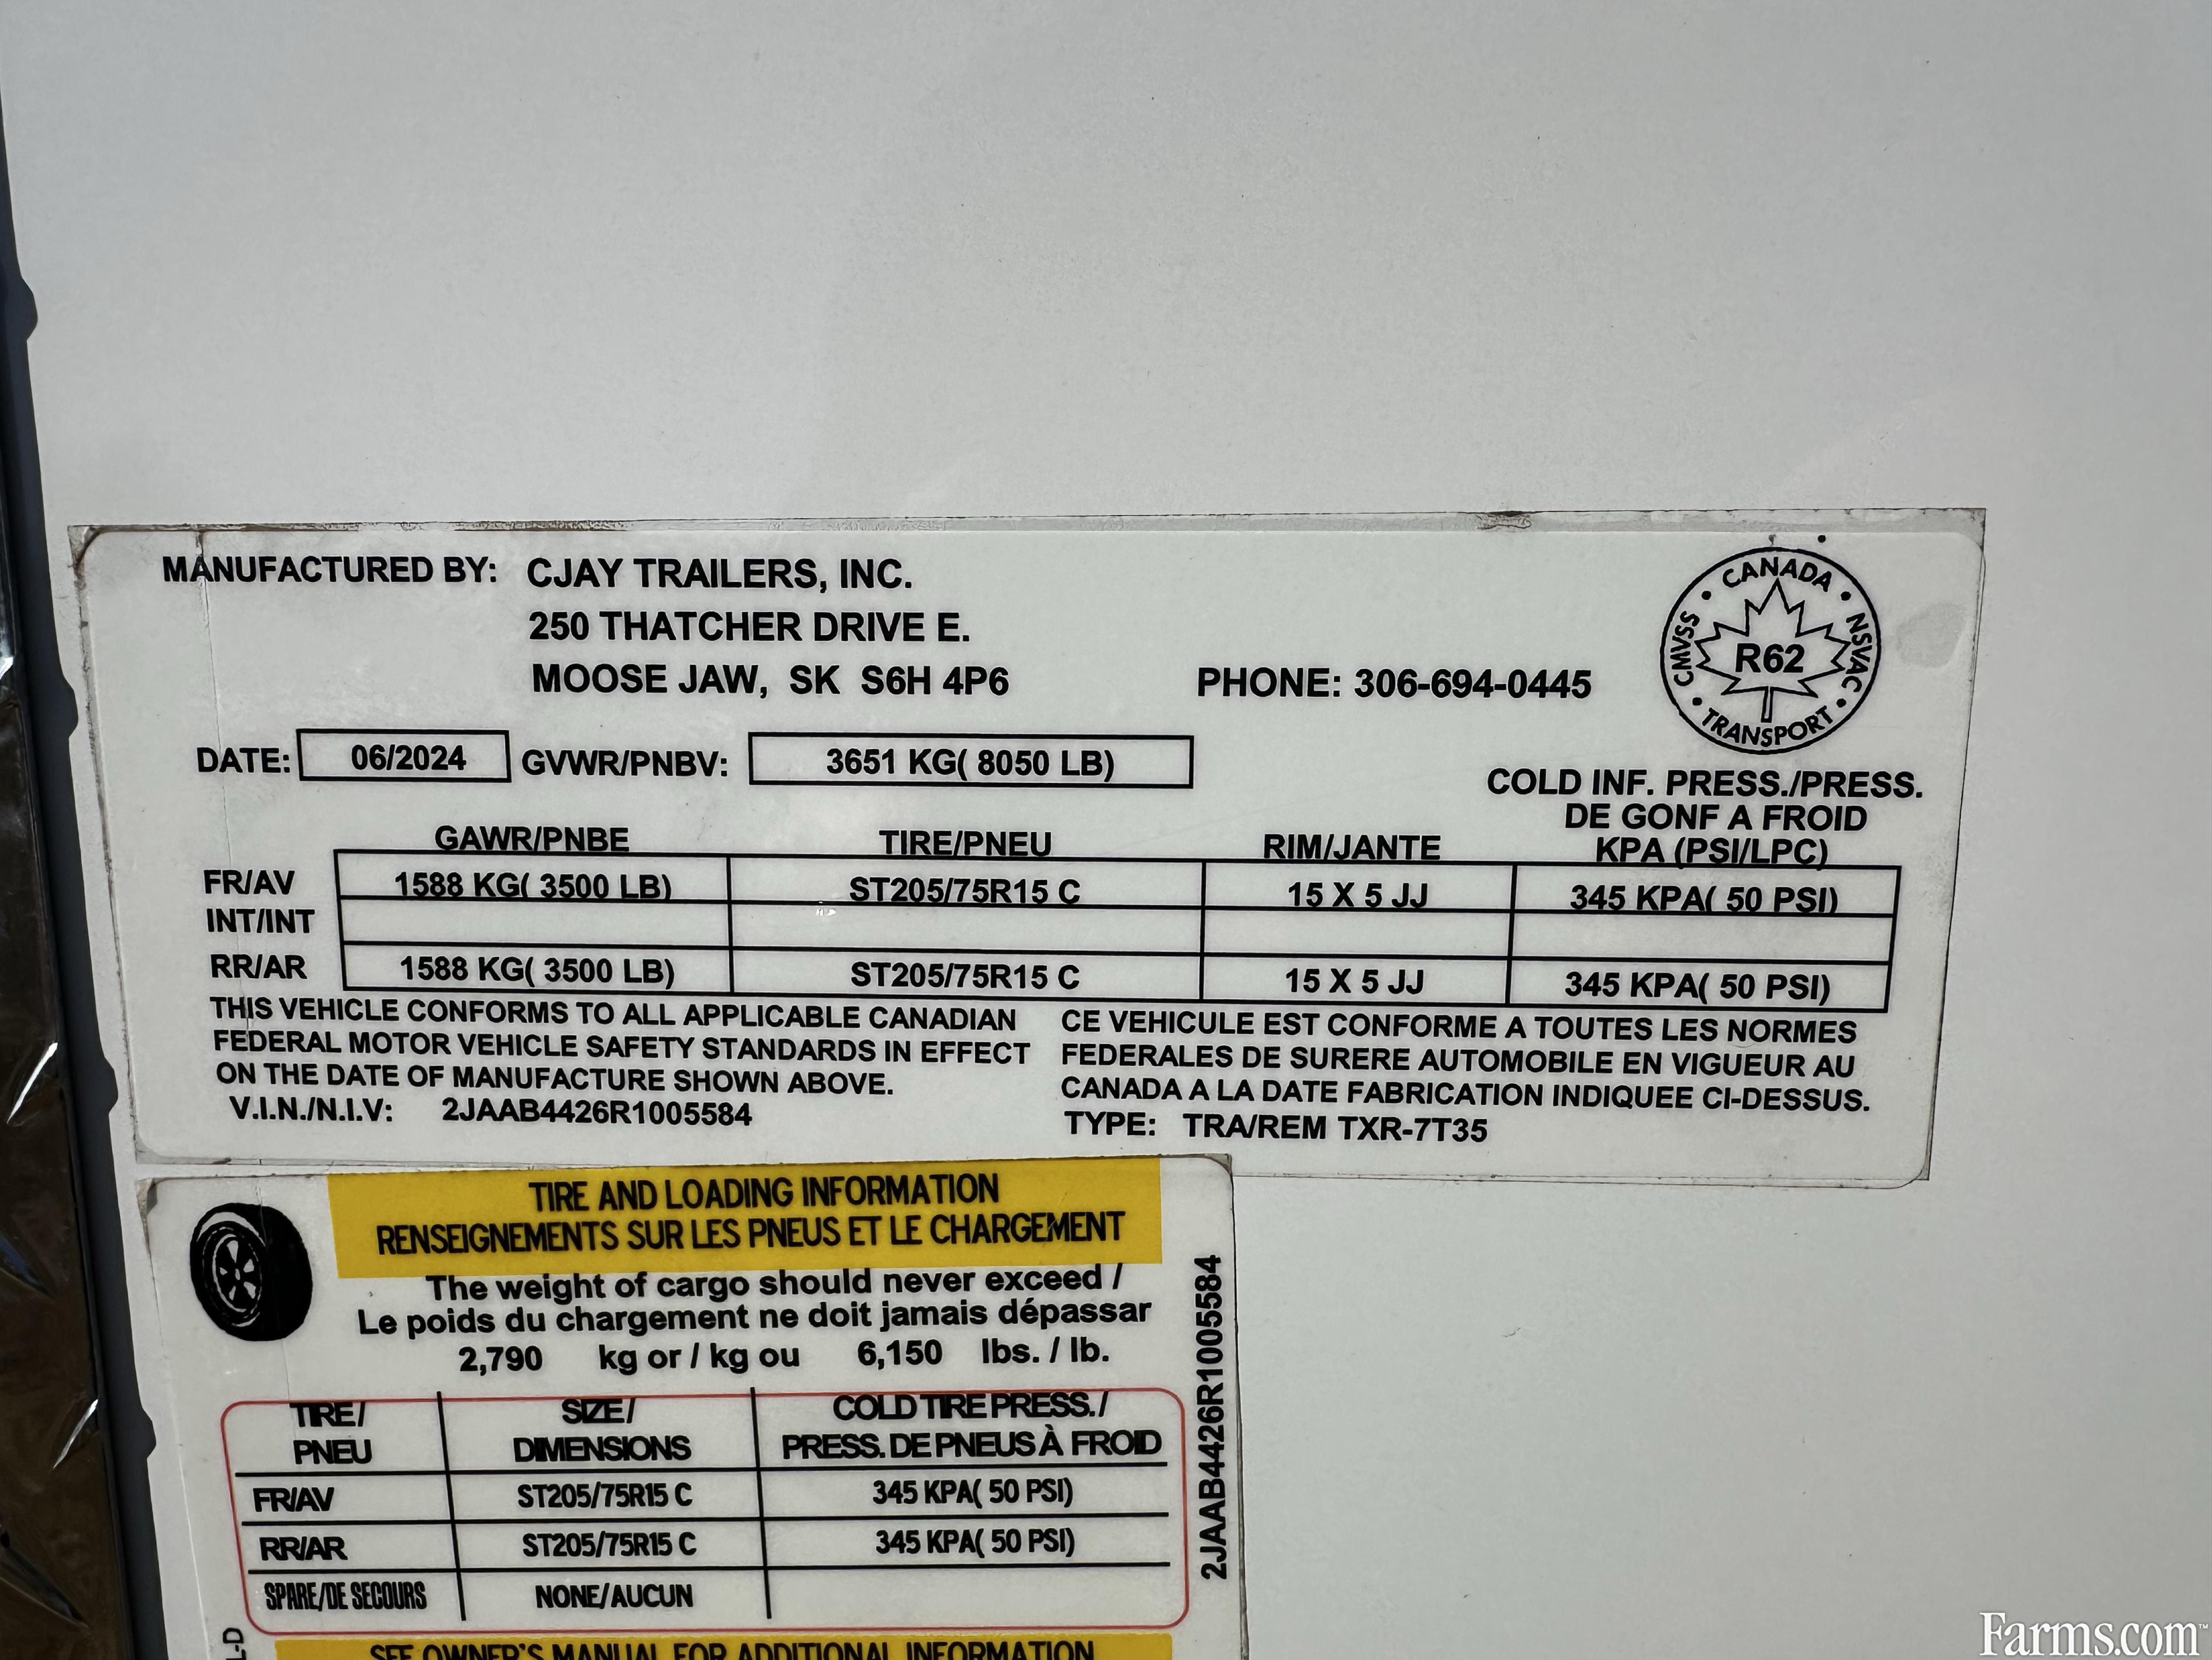 MANUFACTURED BY: CJAY TRAILERS, INC.
250 THATCHER DRIVE E.
MOOSE JAW, SK S6H 4P6 PHONE: 306-694-0445
CANADA
CMVSS R62 NSVAC
TRANSPORT
DATE: 06/2024 GVWR/PNBV: 3651 KG( 8050 LB)
COLD INF. PRESS./PRESS.
DE GONF A FROID
GAWR/PNBE TIRE/PNEU RIM/JANTE KPA (PSI/LPC)
FR/AV 1588 KG( 3500 LB) ST205/75R15 C 15 X 5 JJ 345 KPA( 50 PSI)
INT/INT
RR/AR 1588 KG( 3500 LB) ST205/75R15 C 15 X 5 JJ 345 KPA( 50 PSI)
THIS VEHICLE CONFORMS TO ALL APPLICABLE CANADIAN
FEDERAL MOTOR VEHICLE SAFETY STANDARDS IN EFFECT
ON THE DATE OF MANUFACTURE SHOWN ABOVE.
V.I.N./N.I.V: 2JAAB4426R1005584
CE VEHICULE EST CONFORME A TOUTES LES NORMES
FEDERALES DE SURERE AUTOMOBILE EN VIGUEUR AU
CANADA A LA DATE FABRICATION INDIQUEE CI-DESSUS.
TYPE: TRA/REM TXR-7T35
TIRE AND LOADING INFORMATION
RENSEIGNEMENTS SUR LES PNEUS ET LE CHARGEMENT
The weight of cargo should never exceed /
Le poids du chargement ne doit jamais dépassar
2,790 kg or / kg ou 6,150 lbs. / lb.
TIRE/ SIZE/ COLD TIRE PRESS./
PNEU DIMENSIONS PRESS. DE PNEUS À FROID
FR/AV ST205/75R15 C 345 KPA( 50 PSI)
RR/AR ST205/75R15 C 345 KPA( 50 PSI)
SPARE/DE SECOURS NONE/AUCUN
2JAAB4426R1005584
SEE OWNER'S MANUAL FOR ADDITIONAL INFORMATION
Farms.com™